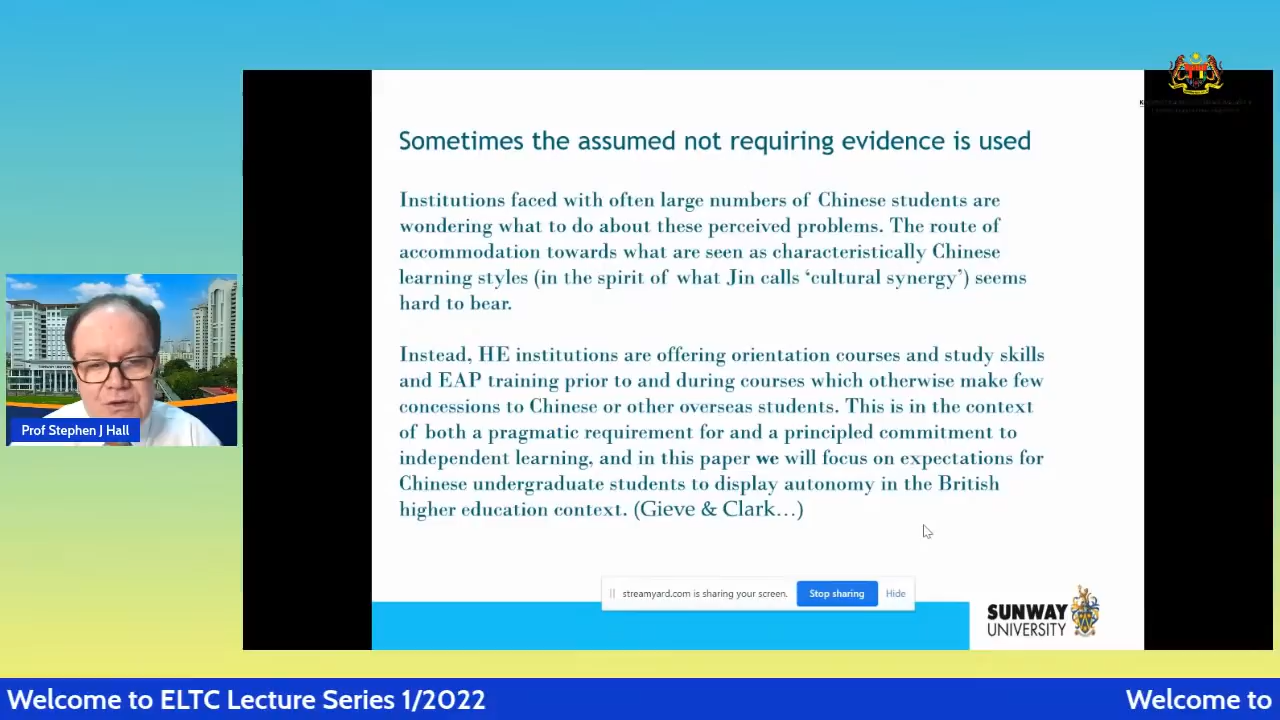 Sometimes the assumed not requiring evidence is used
Institutions faced with often large numbers of Chinese students are
wondering what to do about these perceived problems. The route of
accommodation towards what are seen as characteristically Chinese
learning styles (in the spirit of what Jin calls ‘cultural synergy’) seems
hard to bear.
Instead, HE institutions are offering orientation courses and study skills
and EAP training prior to and during courses which otherwise make few
concessions to Chinese or other overseas students. This is in the context
of both a pragmatic requirement for and a principled commitment to
independent learning, and in this paper we will focus on expectations for
Chinese undergraduate students to display autonomy in the British
higher education context. (Gieve & Clark…)
Prof Stephen J Hall
streamyard.com is sharing your screen.
Stop sharing
Hide
SUNWAY
UNIVERSITY
Welcome to ELTC Lecture Series 1/2022
Welcome to